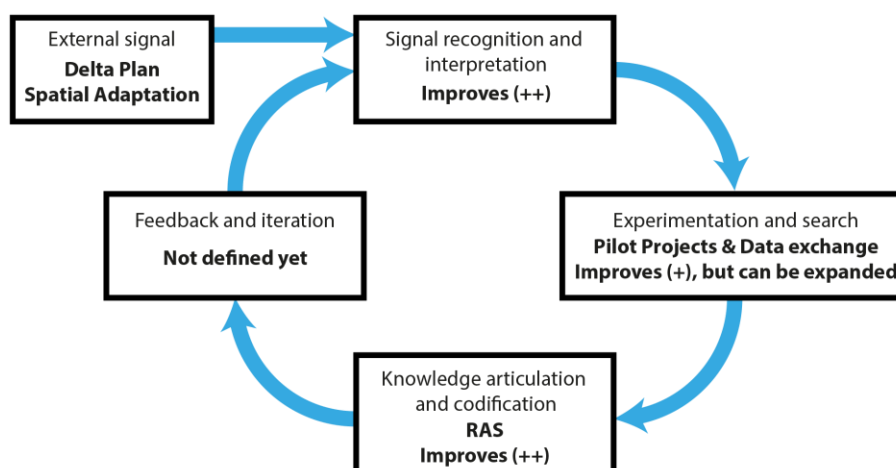 External signal
Delta Plan
Spatial Adaptation
Signal recognition and
interpretation
Improves (++)
Experimentation and search
Pilot Projects & Data exchange
Improves (+), but can be expanded
Knowledge articulation
and codification
RAS
Improves (++)
Feedback and iteration
Not defined yet